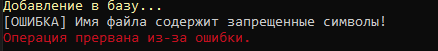 Добавление в базу...
[ОШИБКА] Имя файла содержит запрещенные символы!
Операция прервана из-за ошибки.